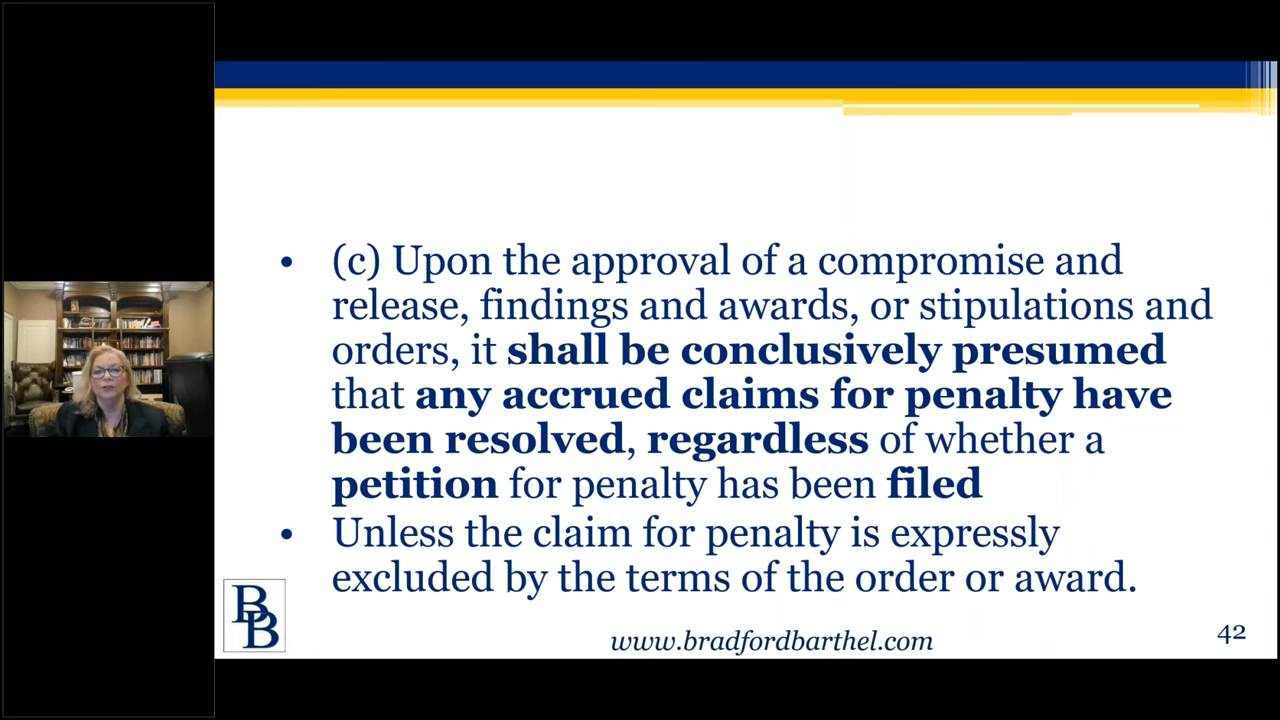 • (c) Upon the approval of a compromise and
release, findings and awards, or stipulations and
orders, it shall be conclusively presumed
that any accrued claims for penalty have
been resolved, regardless of whether a
petition for penalty has been filed
• Unless the claim for penalty is expressly
excluded by the terms of the order or award.
BB
www.bradfordbarthel.com
42